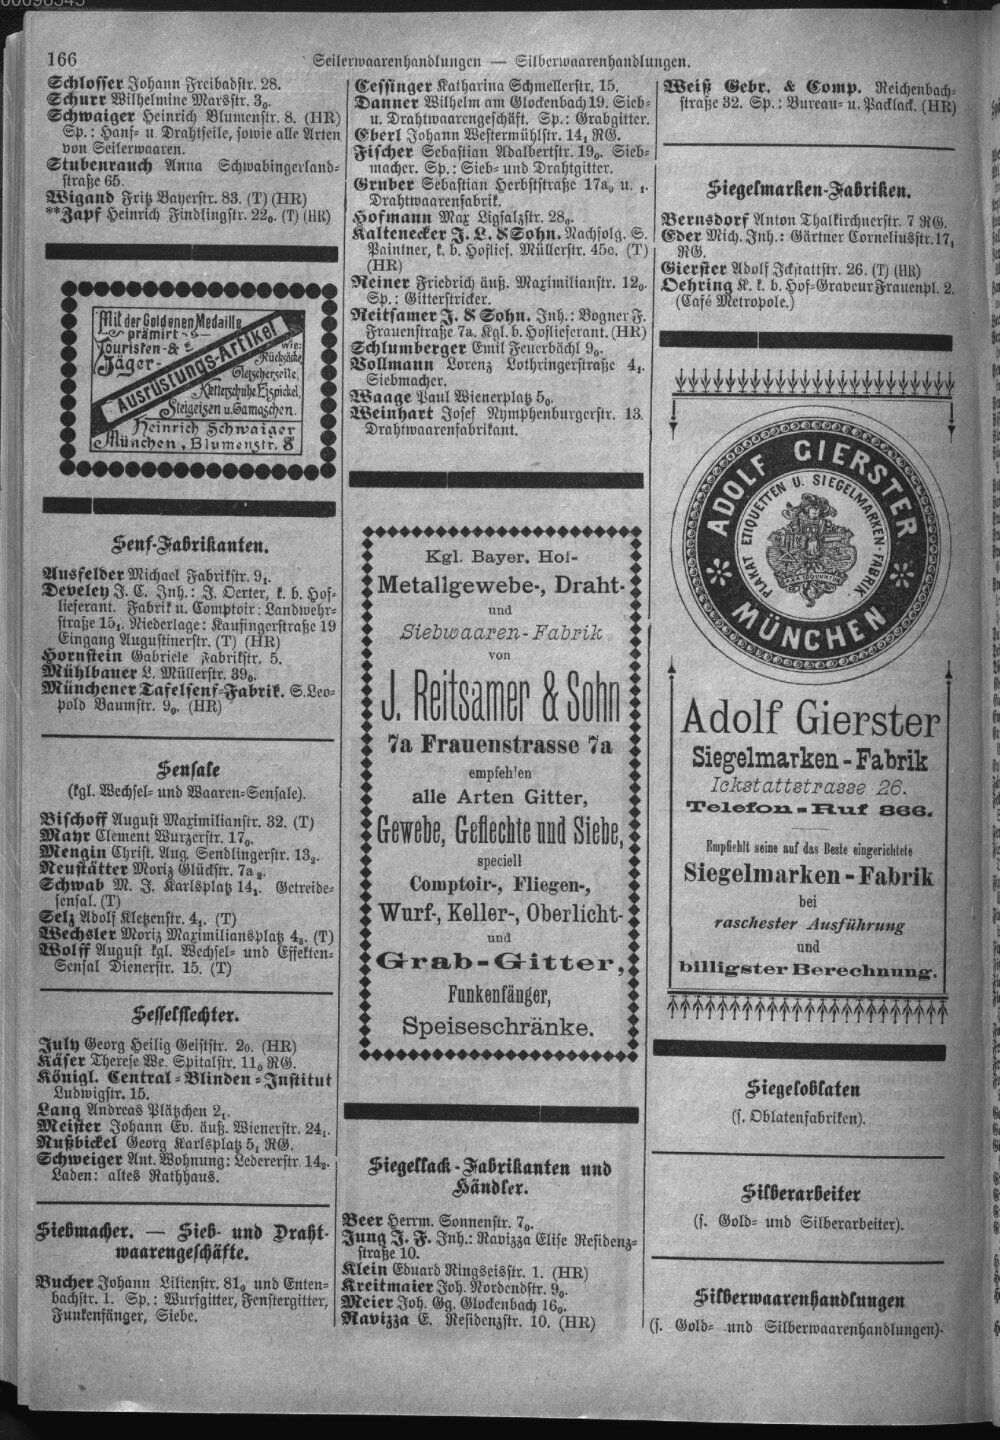 166
Seilerwaarenhandlungen — Silberwaarenhandlungen.
Schlosser Johann Freibadstr. 28.
Schurr Wilhelmine Marsstr. 3₀.
Schwaiger Heinrich Blumenstr. 8. (HR)
Sp.: Hanf- u. Drahtseile, sowie alle Arten
von Seilerwaaren.
Stubenrauch Anna Schwabingerland-
straße 65.
Wigand Fritz Bayerstr. 83. (T) (HR)
**Zapf Heinrich Findlingstr. 22₀. (T) (HR)
Mit der Goldenen Medaille
prämirt
Touristen- &
Jäger-
Ausrüstungs-Artikel
wie:
Rucksäcke
Gletscherseile,
Kletterschuhe Eispickel,
Steigeisen u. Gamaschen.
Heinrich Schwaiger
München, Blumenstr. 8
Senf-Fabrikanten.
Ausfelder Michael Fabrikstr. 9₁.
Develey J. C. Inh.: J. Oerter, k. b. Hof-
lieferant. Fabrik u. Comptoir: Landwehr-
straße 15₁. Niederlage: Kaufingerstraße 19
Eingang Augustinerstr. (T) (HR)
Hornstein Gabriele Fabrikstr. 5.
Mühlbauer L. Müllerstr. 39₀.
Münchener Tafelsenf-Fabrik. S. Leo-
pold Baumstr. 9₀. (HR)
Sensale
(kgl. Wechsel- und Waaren-Sensale).
Bischoff August Maximilianstr. 32. (T)
Mayr Clement Wurzerstr. 17₀.
Mengin Christ. Aug. Sendlingerstr. 13₂.
Neustätter Moriz Glückstr. 7a ₂.
Schwab M. J. Karlsplatz 14₁. Getreide-
sensal. (T)
Selz Adolf Kletzenstr. 4₁. (T)
Wechsler Moriz Maximiliansplatz 4₂. (T)
Wolff August kgl. Wechsel- und Effekten-
Sensal Dienerstr. 15. (T)
Sesselflechter.
July Georg Heilig Geiststr. 2₀. (HR)
Käser Therese We. Spitalstr. 11₀ RG.
Königl. Central-Blinden-Institut
Ludwigstr. 15.
Lang Andreas Plätzchen 2₁.
Meister Johann Ev. äuß. Wienerstr. 24₁.
Nußbickel Georg Karlsplatz 5₁ RG.
Schweiger Ant. Wohnung: Ledererstr. 14₂.
Laden: altes Rathhaus.
Siebmacher. — Sieb- und Draht-
waarengeschäfte.
Bucher Johann Lilienstr. 81₀ und Enten-
bachstr. 1. Sp.: Wurfgitter, Fenstergitter,
Funkenfänger, Siebe.
Cessinger Katharina Schmellerstr. 15.
Danner Wilhelm am Glockenbach 19. Sieb-
u. Drahtwaarengeschäft. Sp.: Grabgitter.
Eberl Johann Westermühlstr. 14₁ RG.
Fischer Sebastian Adalbertstr. 19₀. Sieb-
macher. Sp.: Sieb- und Drahtgitter.
Gruber Sebastian Herbststraße 17a₀ u. ₁.
Drahtwaarenfabrik.
Hofmann Max Ligsalzstr. 28₀.
Kaltenecker J. L. & Sohn. Nachfolg. S.
Paintner, k. b. Hoflief. Müllerstr. 45c. (T)
(HR)
Reiner Friedrich äuß. Maximilianstr. 12₀.
Sp.: Gitterstricker.
Reitsamer J. & Sohn. Inh.: Bogner F.
Frauenstraße 7a. Kgl. b. Hoflieferant. (HR)
Schlumberger Emil Feuerbächl 9₀.
Vollmann Lorenz Lothringerstraße 4₁.
Siebmacher.
Waage Paul Wienerplatz 5₀.
Weinhart Josef Nymphenburgerstr. 13.
Drahtwaarenfabrikant.
Kgl. Bayer. Hof-
Metallgewebe-, Draht-
und
Siebwaaren-Fabrik
von
J. Reitsamer & Sohn
7a Frauenstrasse 7a
empfehlen
alle Arten Gitter,
Gewebe, Geflechte und Siebe,
speciell
Comptoir-, Fliegen-,
Wurf-, Keller-, Oberlicht-
und
Grab-Gitter,
Funkenfänger,
Speiseschränke.
Siegellack-Fabrikanten und
Händler.
Beer Herrm. Sonnenstr. 7₀.
Jung J. F. Inh.: Ravizza Elise Residenz-
straße 10.
Klein Eduard Ringseisstr. 1. (HR)
Kreitmaier Joh. Nordendstr. 9₀.
Meier Joh. Gg. Glockenbach 16₀.
Ravizza E. Residenzstr. 10. (HR)
Weiß Gebr. & Comp. Reichenbach-
straße 32. Sp.: Bureau- u. Packlack. (HR)
Siegelmarken-Fabriken.
Bernsdorf Anton Thalkirchnerstr. 7 RG.
Eder Mich. Inh.: Gärtner Corneliusstr. 17₁
RG.
Gierster Adolf Ickstattstr. 26. (T) (HR)
Oehring K. k. b. Hof-Graveur Frauenpl. 2.
(Café Metropole.)
ADOLF GIERSTER
PLAKAT ETIQUETTEN U. SIEGELMARKEN-FABRIK
MÜNCHEN
Adolf Gierster
Siegelmarken-Fabrik
Ickstattstrasse 26.
Telefon-Ruf 866.
Empfiehlt seine auf das Beste eingerichtete
Siegelmarken-Fabrik
bei
raschester Ausführung
und
billigster Berechnung.
Siegeloblaten
(s. Oblatenfabriken).
Silberarbeiter
(s. Gold- und Silberarbeiter).
Silberwaarenhandlungen
(s. Gold- und Silberwaarenhandlungen).